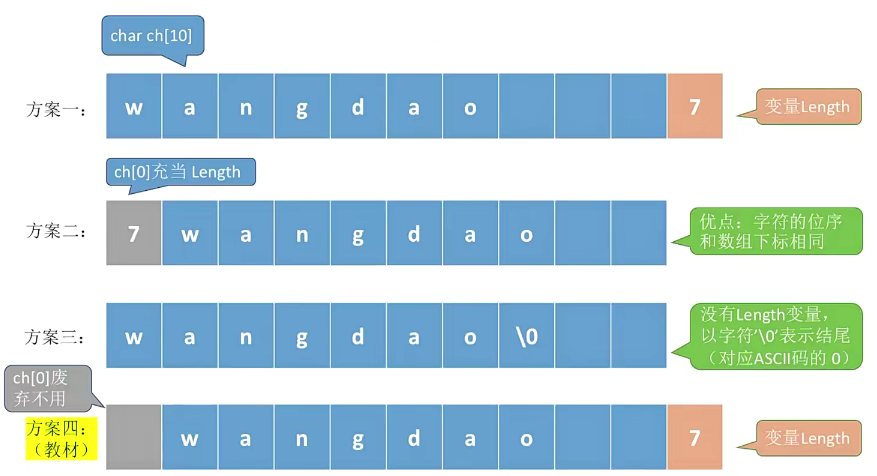 char ch[10]
方案一：
w a n g d a o 7
变量Length
ch[0]充当 Length
方案二：
7 w a n g d a o
优点：字符的位序
和数组下标相同
方案三：
w a n g d a o \0
没有Length变量，
以字符’\0’表示结尾
（对应ASCII码的 0）
ch[0]废
弃不用
方案四：
（教材）
w a n g d a o 7
变量Length